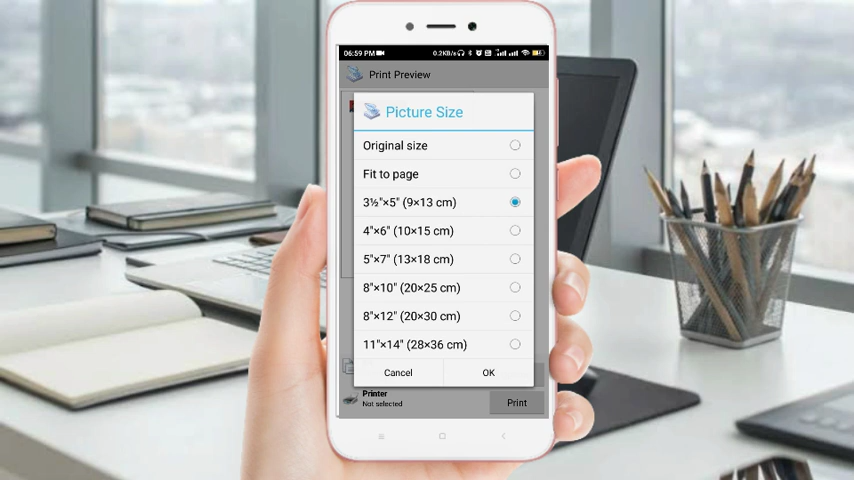 06:59 PM
0.2KB/s
Print Preview
Picture Size
Original size
Fit to page
3½"×5" (9×13 cm)
4"×6" (10×15 cm)
5"×7" (13×18 cm)
8"×10" (20×25 cm)
8"×12" (20×30 cm)
11"×14" (28×36 cm)
Cancel
OK
Printer
Not selected
Print